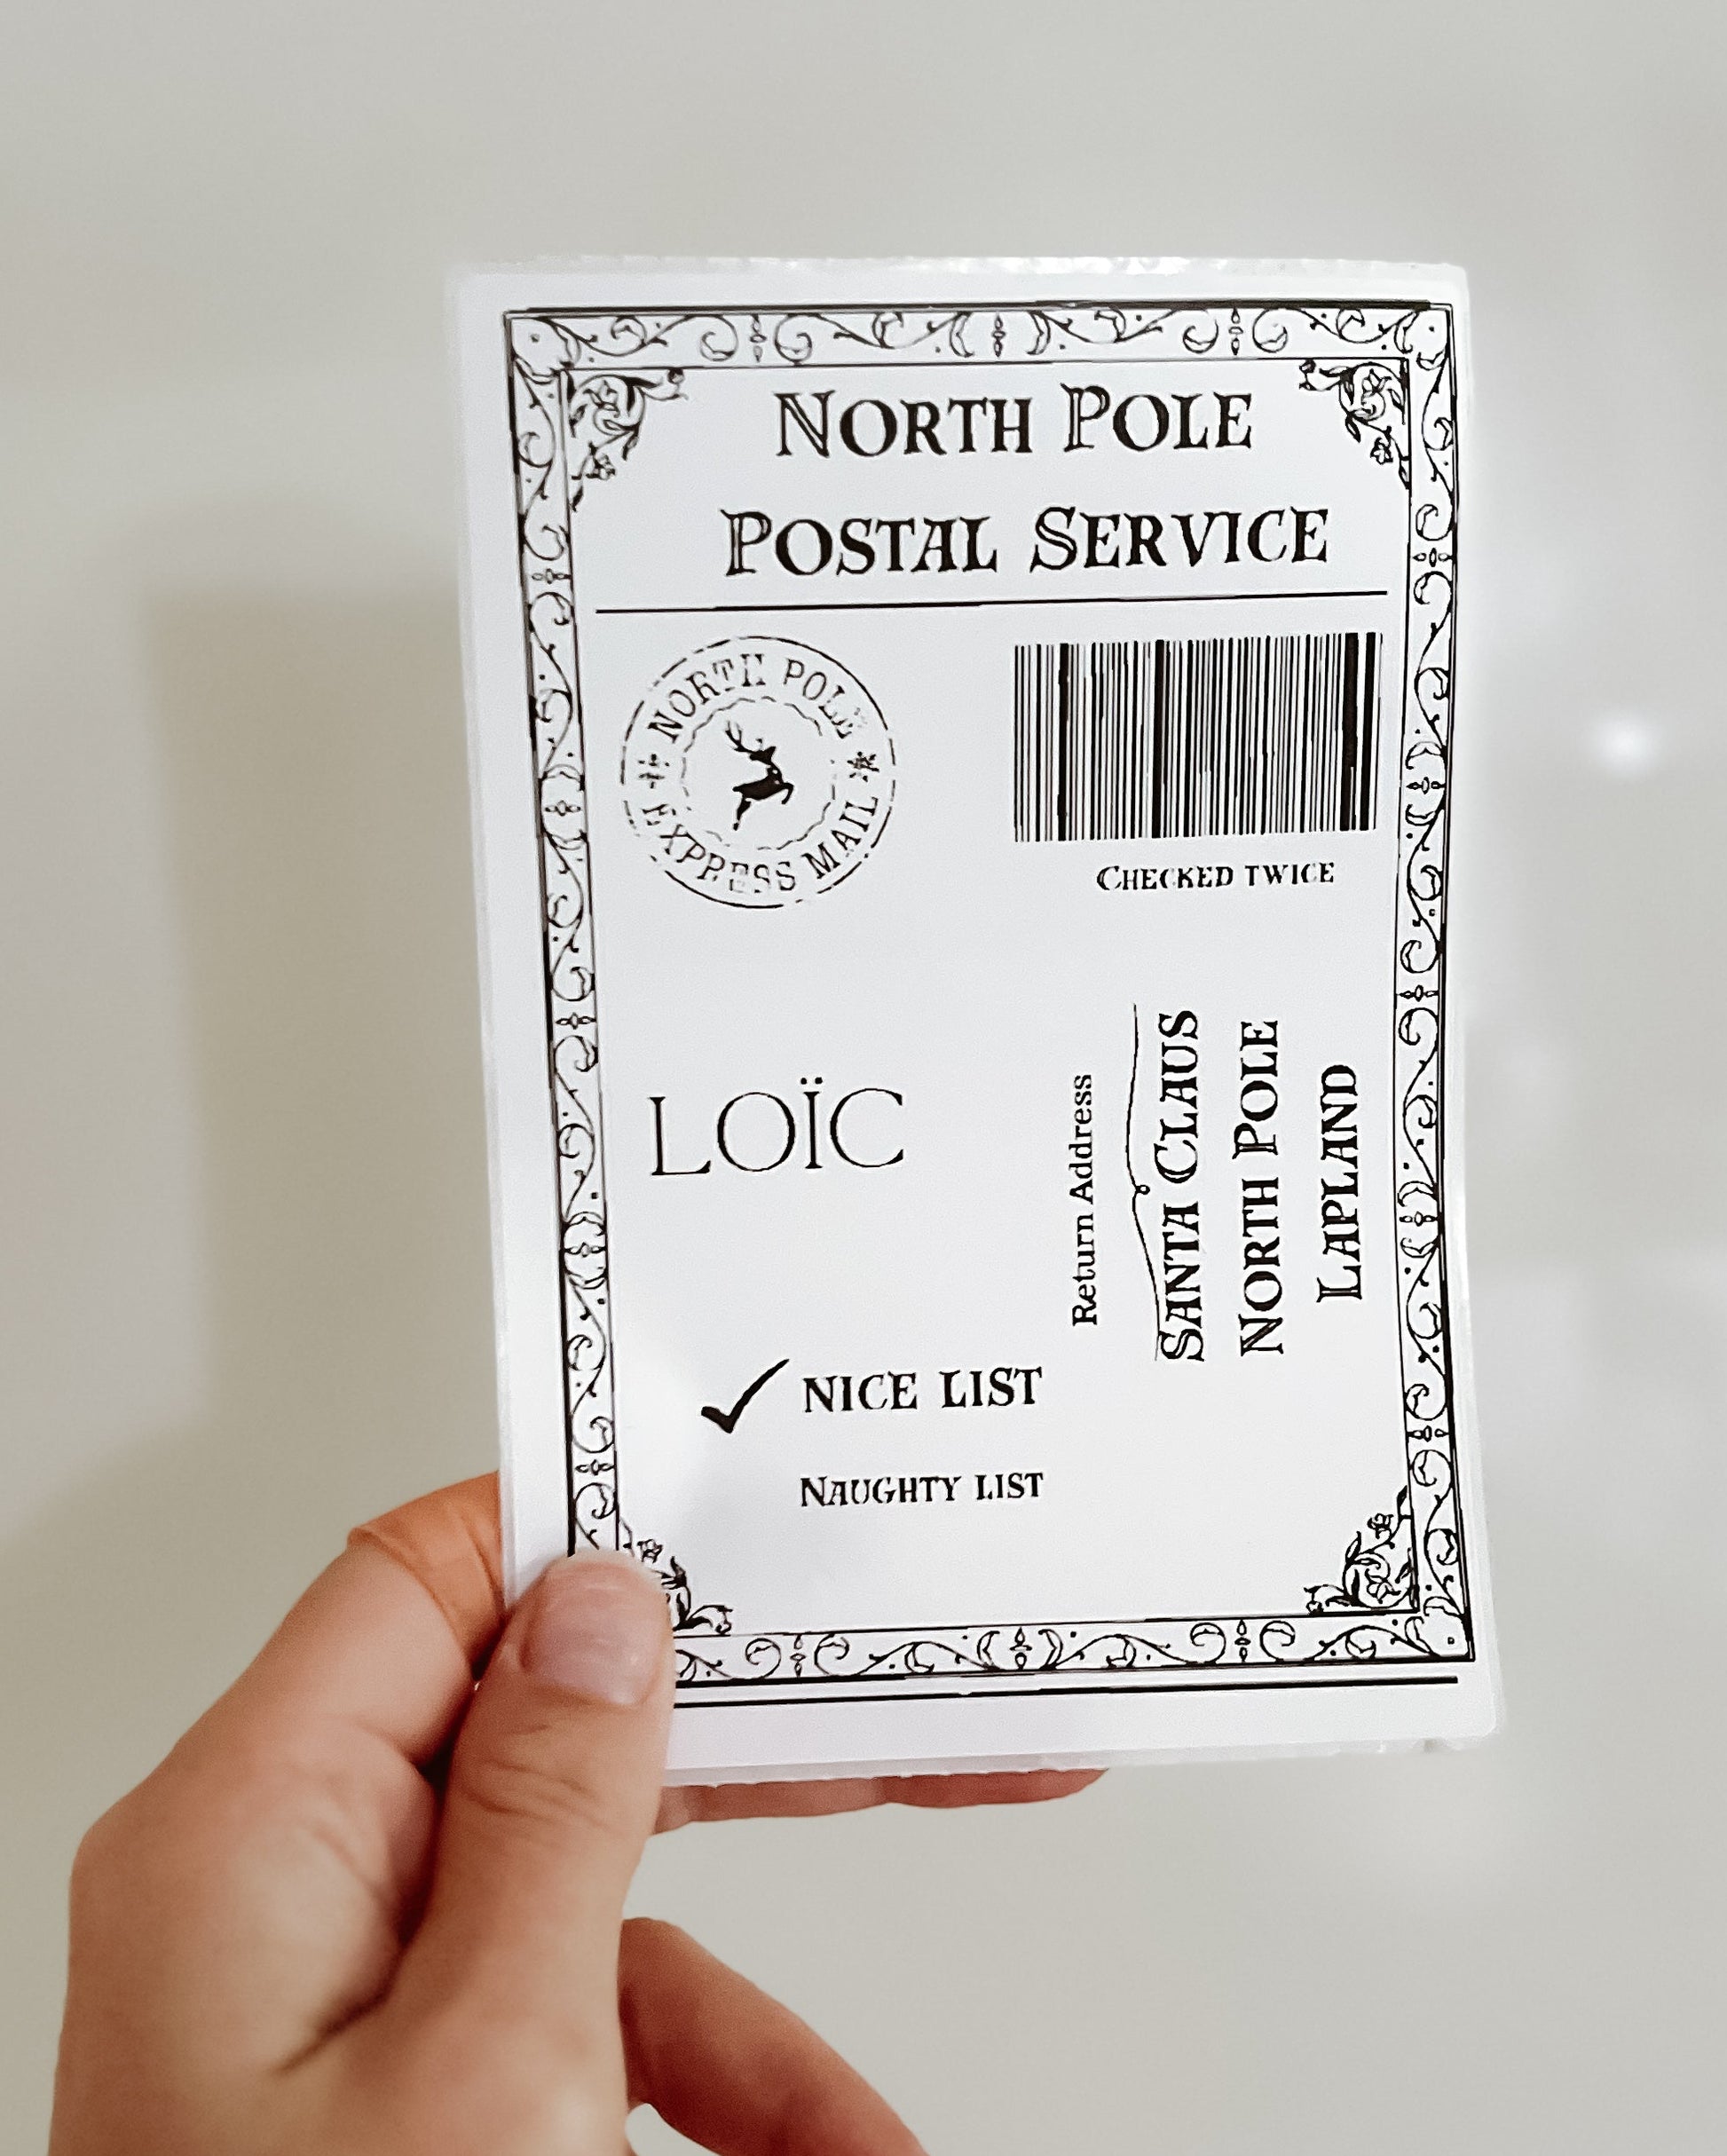 NORTH POLE
POSTAL SERVICE
NORTH POLE
EXPRESS MAIL
CHECKED TWICE
LOÏC
Return Address
SANTA CLAUS
NORTH POLE
LAPLAND
NICE LIST
NAUGHTY LIST